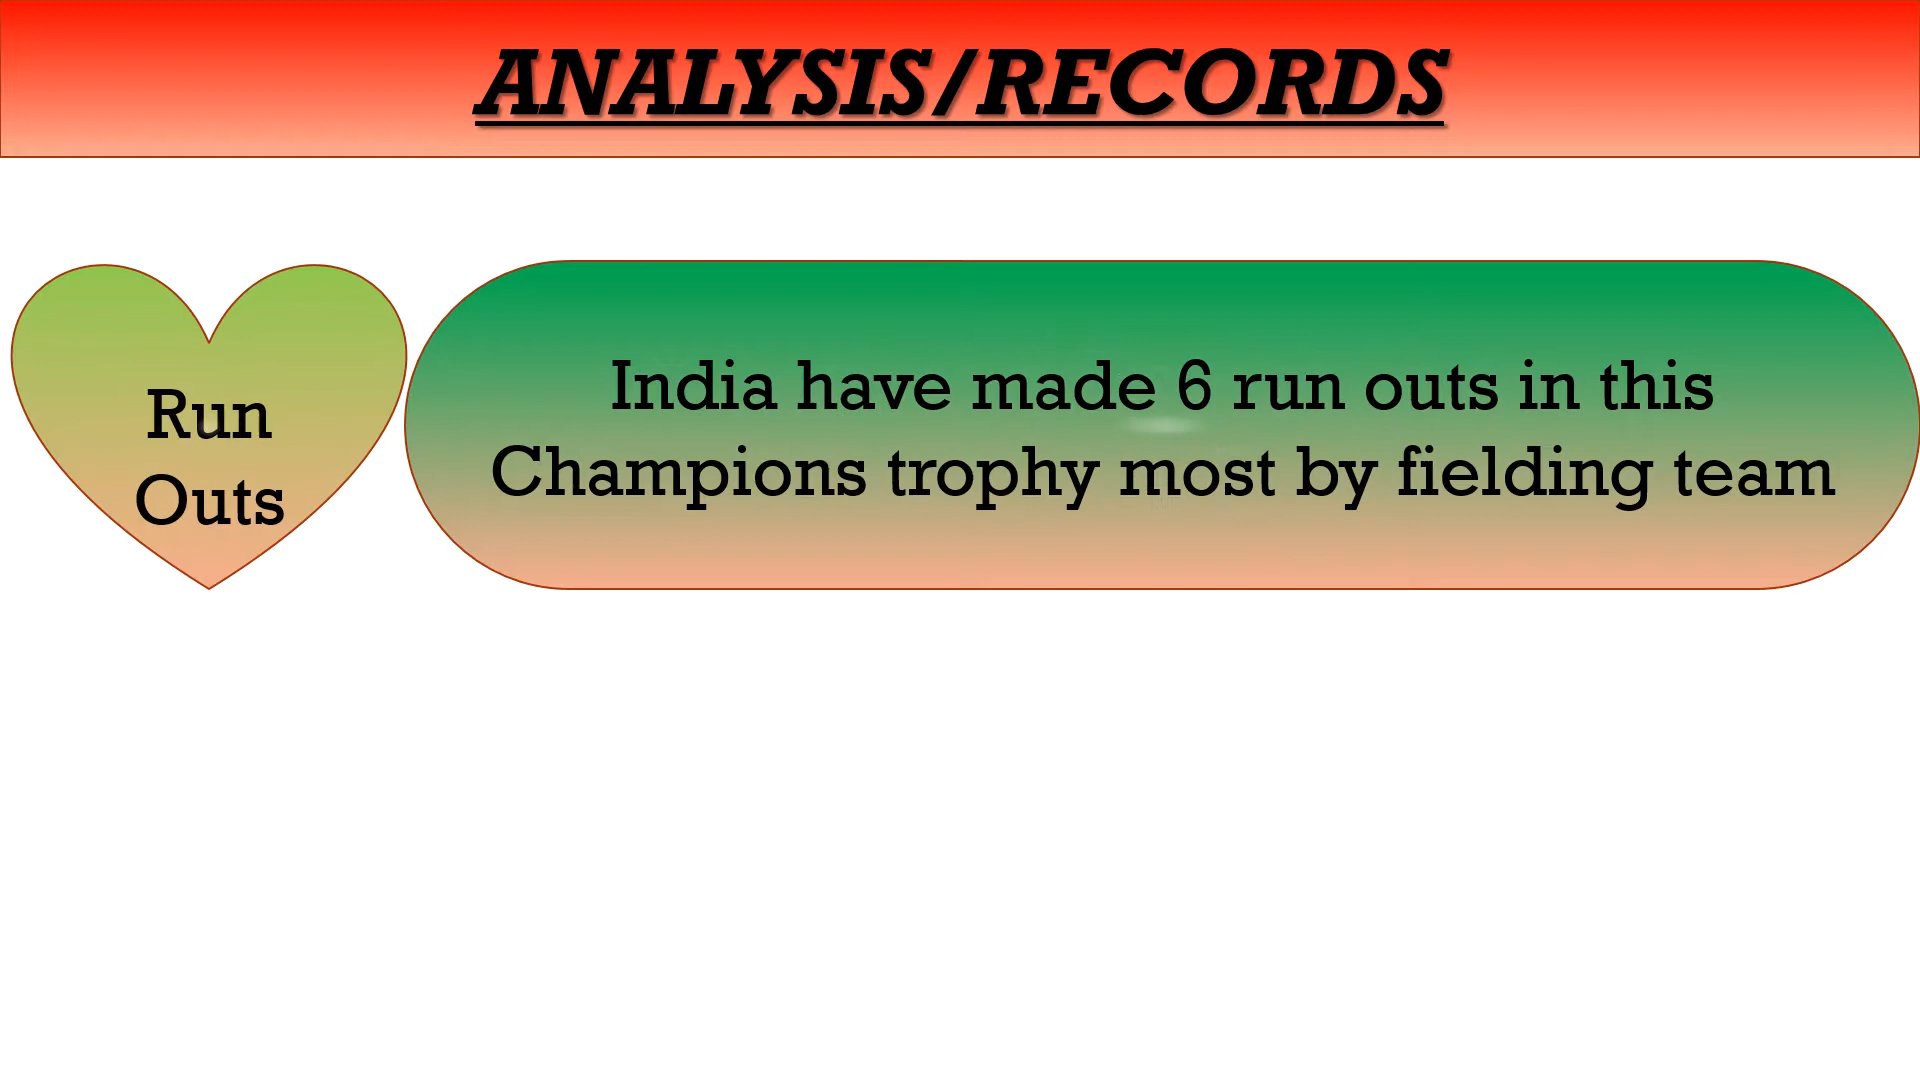 ANALYSIS/RECORDS
Run
Outs
India have made 6 run outs in this
Champions trophy most by fielding team